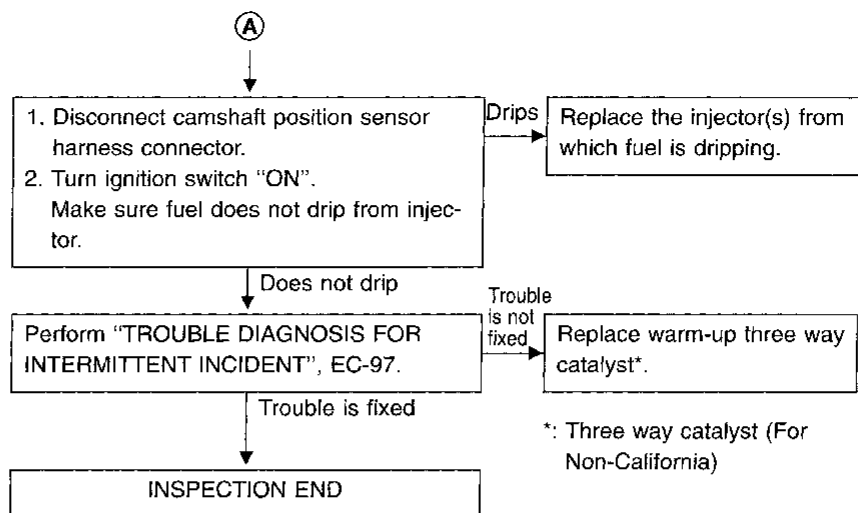 A
1. Disconnect camshaft position sensor
harness connector.
2. Turn ignition switch “ON”.
Make sure fuel does not drip from injec-
tor.
Drips
Replace the injector(s) from
which fuel is dripping.
Does not drip
Perform “TROUBLE DIAGNOSIS FOR
INTERMITTENT INCIDENT”, EC-97.
Trouble
is not
fixed
Replace warm-up three way
catalyst*.
Trouble is fixed
*: Three way catalyst (For
Non-California)
INSPECTION END